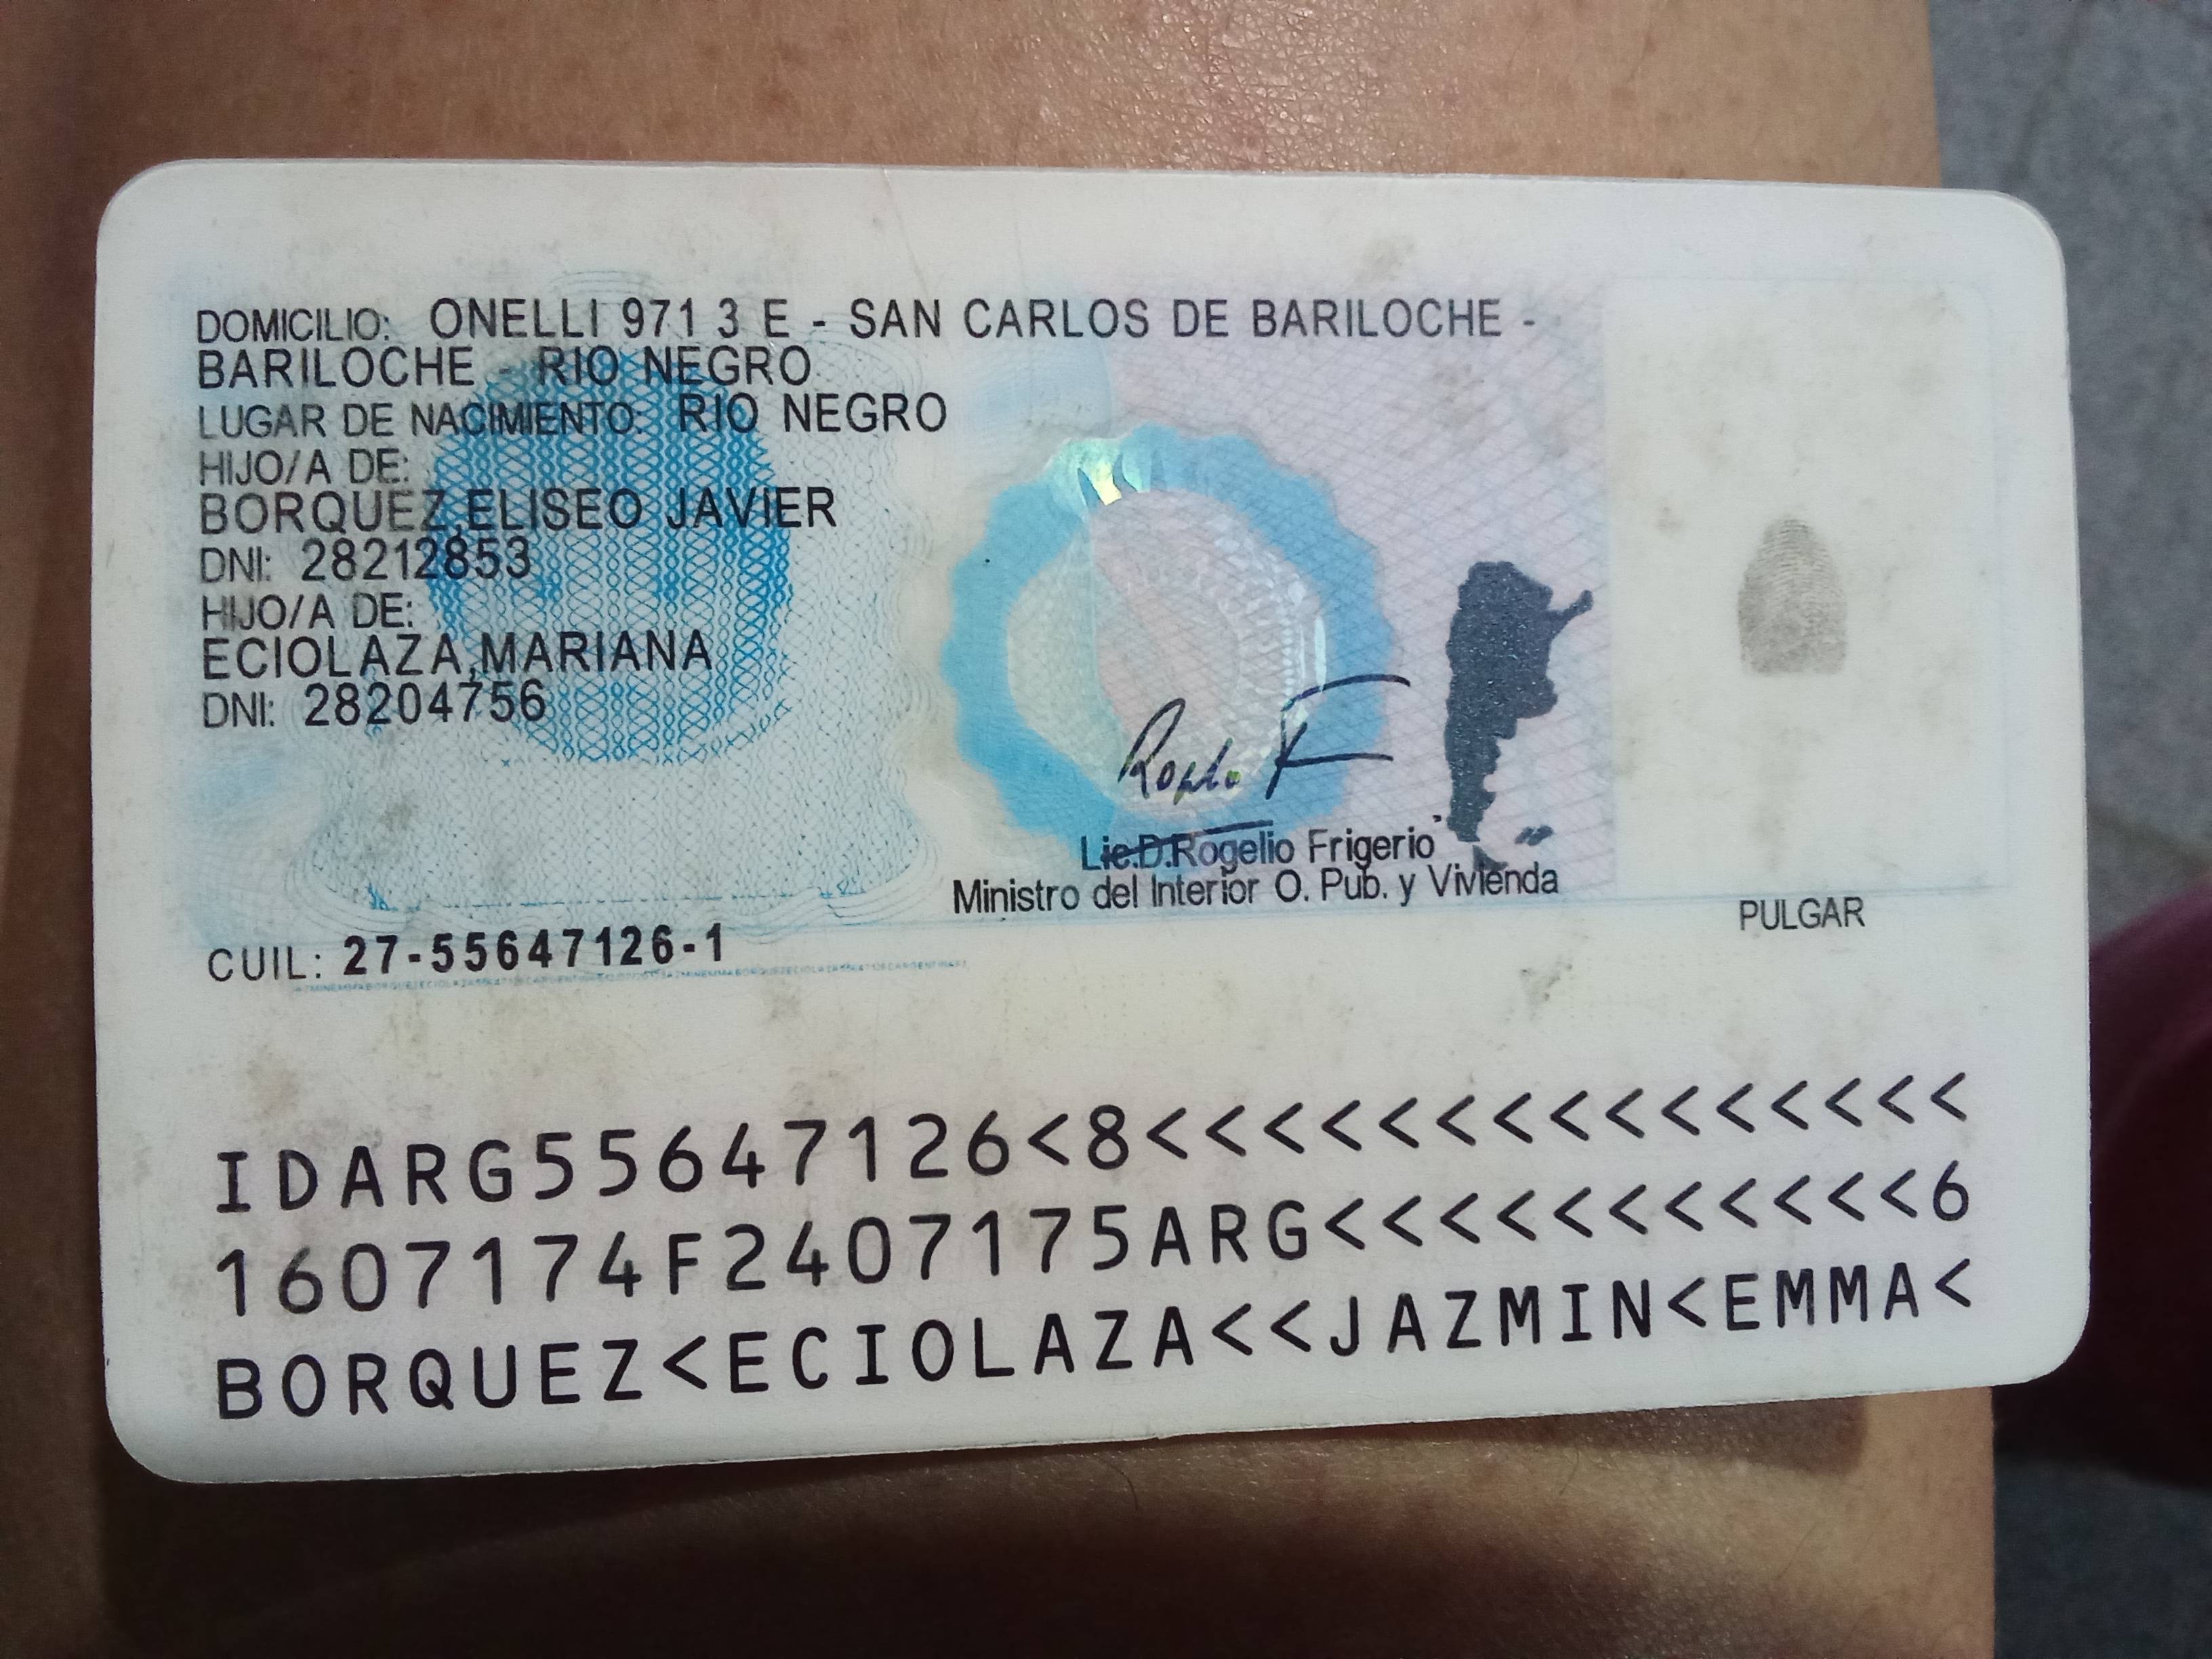 DOMICILIO: ONELLI 971 3 E - SAN CARLOS DE BARILOCHE -
BARILOCHE - RIO NEGRO
LUGAR DE NACIMIENTO: RIO NEGRO
HIJO/A DE:
BORQUEZ,ELISEO JAVIER
DNI: 28212853
HIJO/A DE:
ECIOLAZA,MARIANA
DNI: 28204756
Lic.D.Rogelio Frigerio
Ministro del Interior O. Pub. y Vivienda
PULGAR
CUIL: 27-55647126-1
IDARG55647126<8<<<<<<<<<<<<<<<
1607174F2407175ARG<<<<<<<<<<<6
BORQUEZ<ECIOLAZA<<JAZMIN<EMMA<